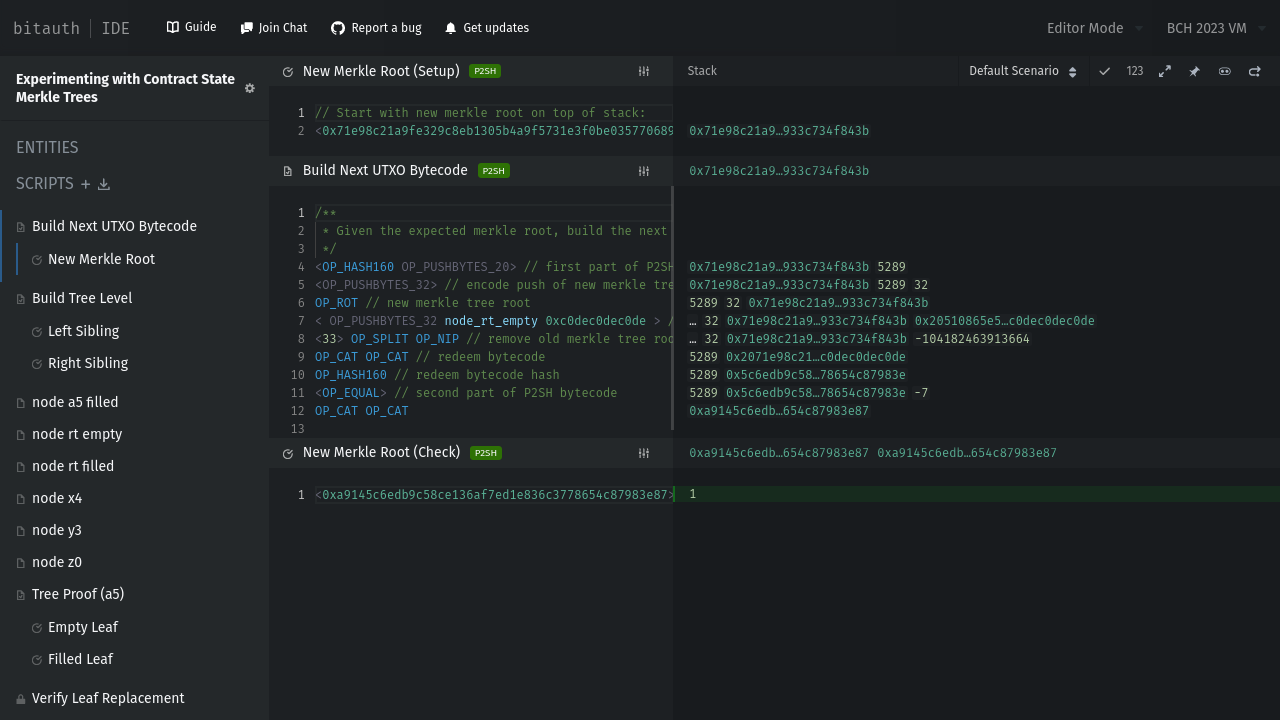 bitauth | IDE
Guide
Join Chat
Report a bug
Get updates
Editor Mode
BCH 2023 VM
Experimenting with Contract State
Merkle Trees
ENTITIES
SCRIPTS +
Build Next UTXO Bytecode
New Merkle Root
Build Tree Level
Left Sibling
Right Sibling
node a5 filled
node rt empty
node rt filled
node x4
node y3
node z0
Tree Proof (a5)
Empty Leaf
Filled Leaf
Verify Leaf Replacement
New Merkle Root (Setup) P2SH
1 // Start with new merkle root on top of stack:
2 <0x71e98c21a9fe329c8eb1305b4a9f5731e3f0be035770689
Build Next UTXO Bytecode P2SH
1 /**
2 * Given the expected merkle root, build the next
3 */
4 <OP_HASH160 OP_PUSHBYTES_20> // first part of P2SH
5 <OP_PUSHBYTES_32> // encode push of new merkle tre
6 OP_ROT // new merkle tree root
7 < OP_PUSHBYTES_32 node_rt_empty 0xc0dec0dec0de > /
8 <33> OP_SPLIT OP_NIP // remove old merkle tree roo
9 OP_CAT OP_CAT // redeem bytecode
10 OP_HASH160 // redeem bytecode hash
11 <OP_EQUAL> // second part of P2SH bytecode
12 OP_CAT OP_CAT
13
New Merkle Root (Check) P2SH
1 <0xa9145c6edb9c58ce136af7ed1e836c3778654c87983e87>
Stack
Default Scenario
123
0x71e98c21a9…933c734f843b
0x71e98c21a9…933c734f843b
0x71e98c21a9…933c734f843b 5289
0x71e98c21a9…933c734f843b 5289 32
5289 32 0x71e98c21a9…933c734f843b
… 32 0x71e98c21a9…933c734f843b 0x20510865e5…c0dec0dec0de
… 32 0x71e98c21a9…933c734f843b -104182463913664
5289 0x2071e98c21…c0dec0dec0de
5289 0x5c6edb9c58…78654c87983e
5289 0x5c6edb9c58…78654c87983e -7
0xa9145c6edb…654c87983e87
0xa9145c6edb…654c87983e87 0xa9145c6edb…654c87983e87
1